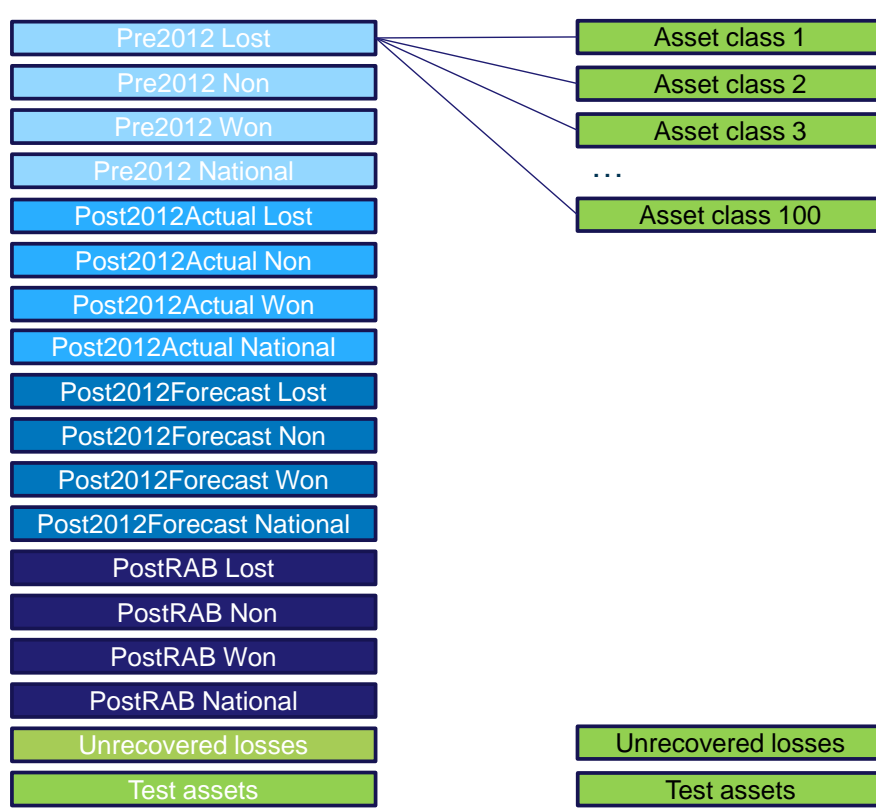 Pre2012 Lost
Pre2012 Non
Pre2012 Won
Pre2012 National
Post2012Actual Lost
Post2012Actual Non
Post2012Actual Won
Post2012Actual National
Post2012Forecast Lost
Post2012Forecast Non
Post2012Forecast Won
Post2012Forecast National
PostRAB Lost
PostRAB Non
PostRAB Won
PostRAB National
Unrecovered losses
Test assets
Asset class 1
Asset class 2
Asset class 3
...
Asset class 100
Unrecovered losses
Test assets